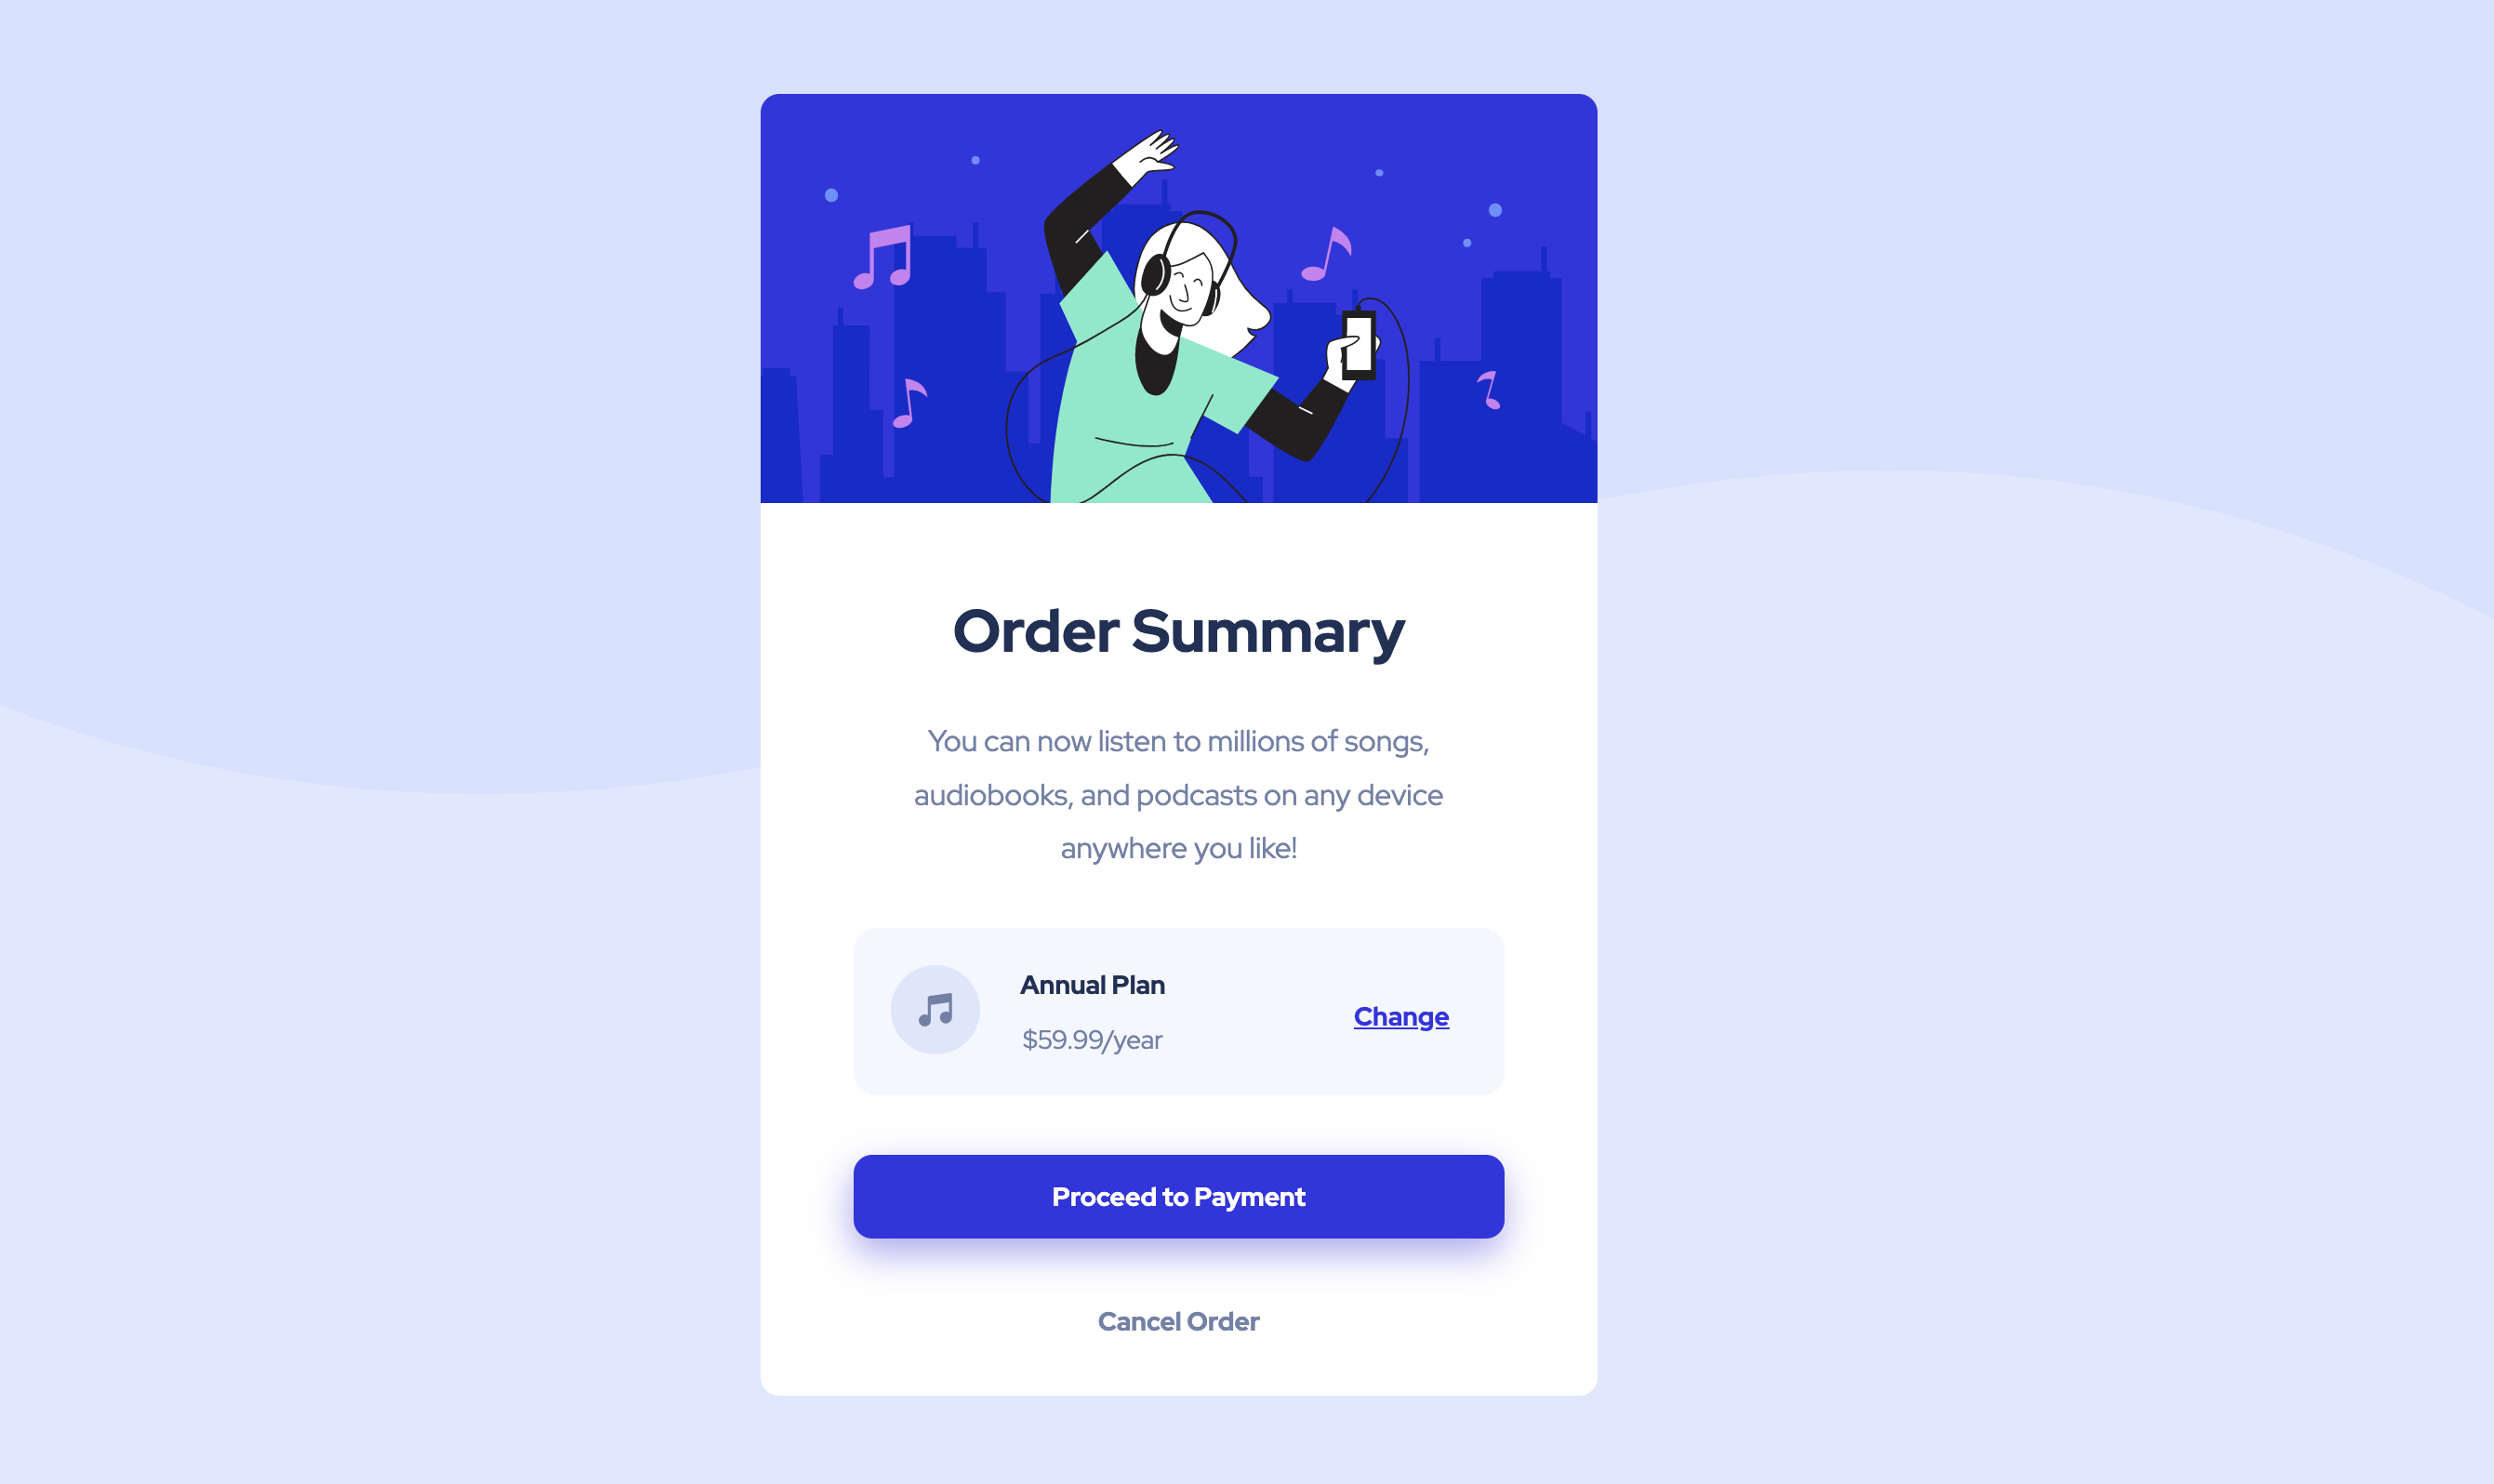 Order Summary
You can now listen to millions of songs,
audiobooks, and podcasts on any device
anywhere you like!
Annual Plan
$59.99/year
Change
Proceed to Payment
Cancel Order